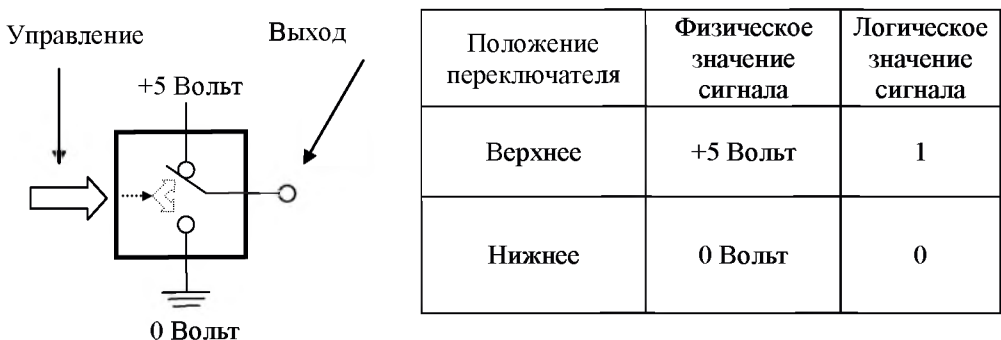 Управление
Выход
+5 Вольт
0 Вольт
Положение переключателя
Физическое значение сигнала
Логическое значение сигнала
Верхнее
+5 Вольт
1
Нижнее
0 Вольт
0